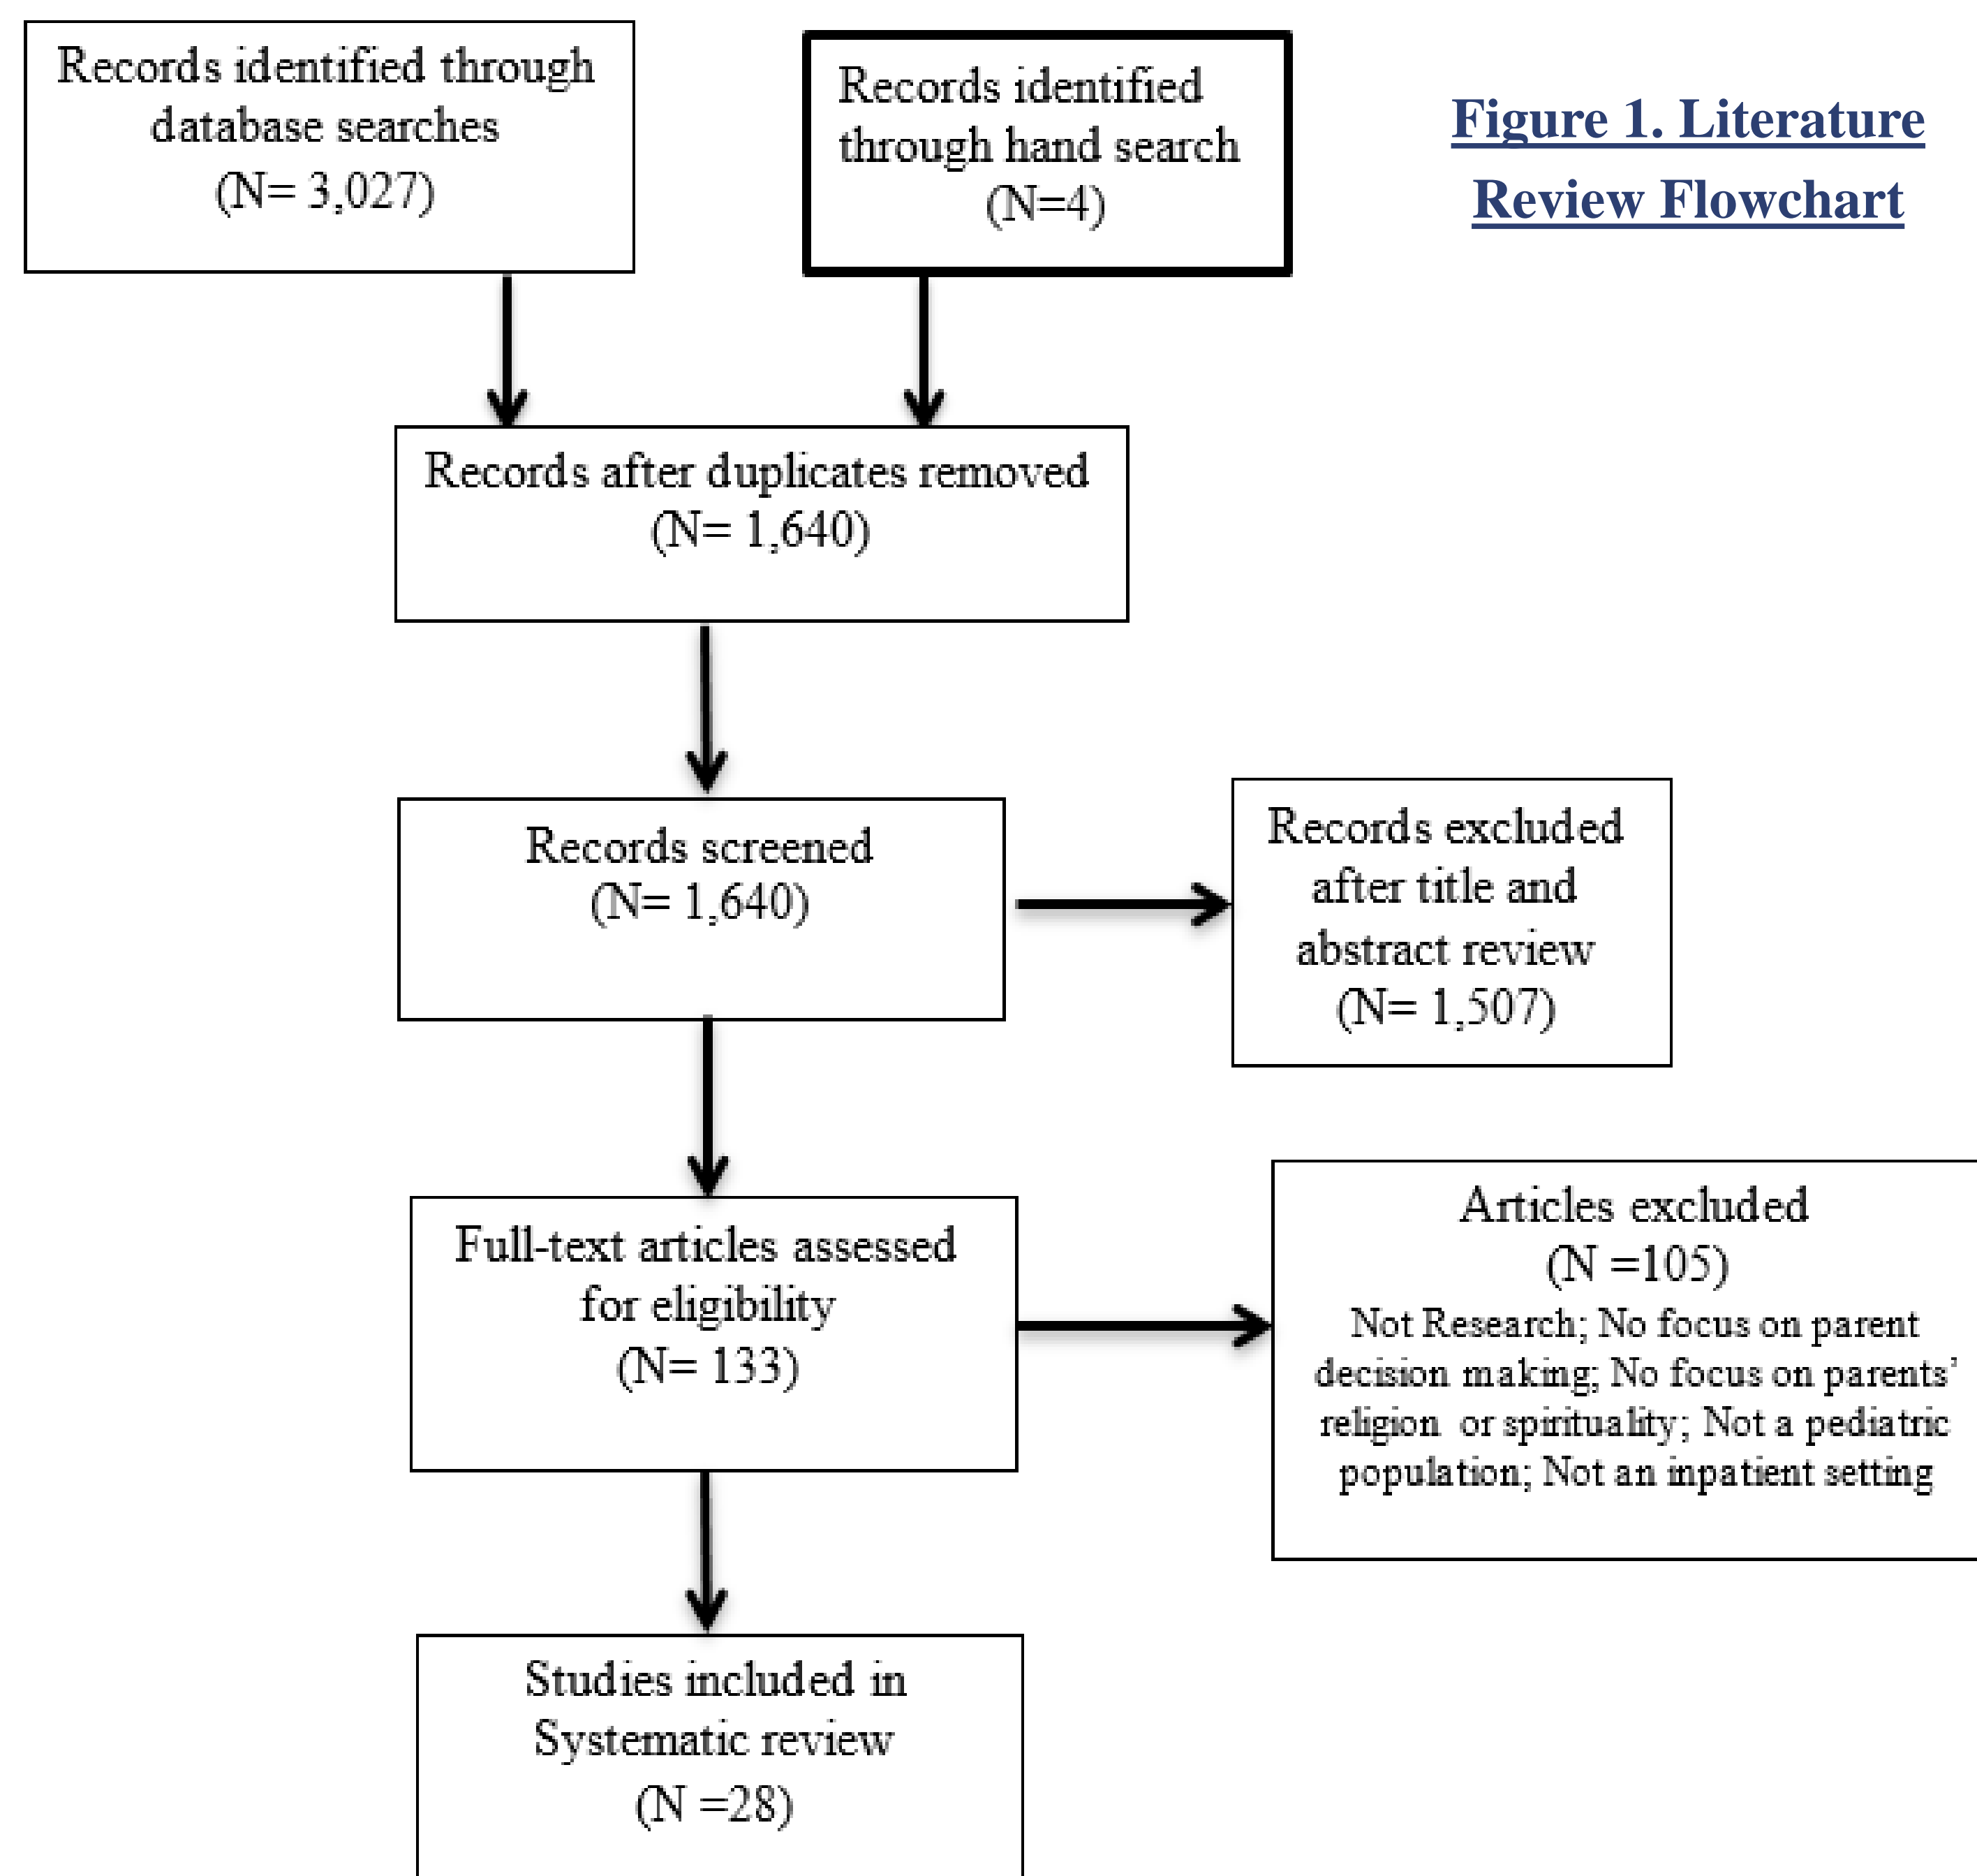 Records identified through
database searches
(N= 3,027)
Records identified
through hand search
(N=4)
Figure 1. Literature
Review Flowchart
Records after duplicates removed
(N= 1,640)
Records screened
(N= 1,640)
Records excluded
after title and
abstract review
(N= 1,507)
Full-text articles assessed
for eligibility
(N= 133)
Articles excluded
(N =105)
Not Research; No focus on parent
decision making; No focus on parents’
religion or spirituality; Not a pediatric
population; Not an inpatient setting
Studies included in
Systematic review
(N =28)